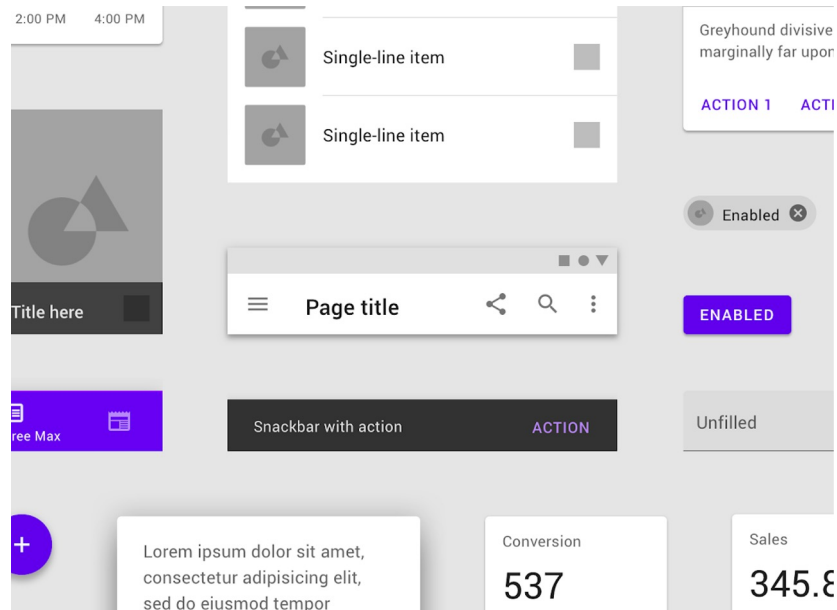 2:00 PM 4:00 PM
Single-line item
Single-line item
Greyhound divisive
marginally far upon
ACTION 1
Enabled
Title here
Page title
ENABLED
Max
Snackbar with action ACTION
Unfilled
+
Lorem ipsum dolor sit amet,
consectetur adipisicing elit,
sed do eiusmod tempor
Conversion
537
Sales
345.8